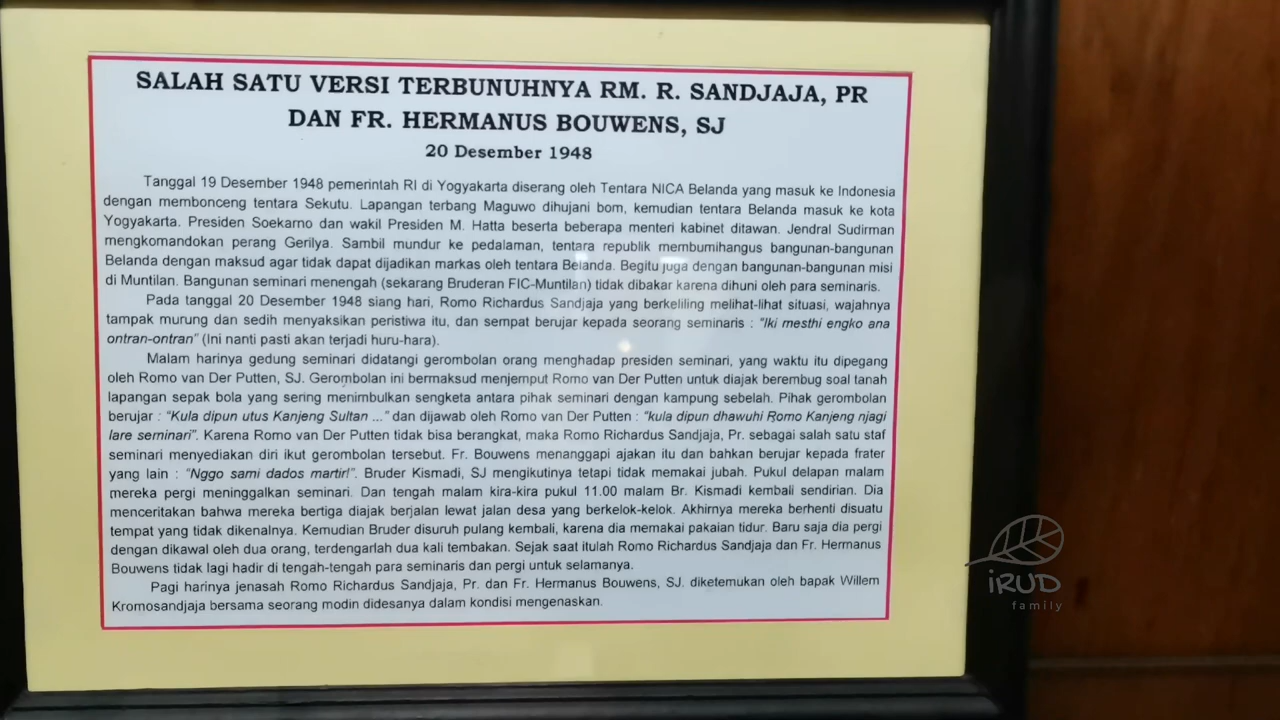 SALAH SATU VERSI TERBUNUHNYA RM. R. SANDJAJA, PR
DAN FR. HERMANUS BOUWENS, SJ
20 Desember 1948
Tanggal 19 Desember 1948 pemerintah RI di Yogyakarta diserang oleh Tentara NICA Belanda yang masuk ke Indonesia
dengan membonceng tentara Sekutu. Lapangan terbang Maguwo dihujani bom, kemudian tentara Belanda masuk ke kota
Yogyakarta. Presiden Soekarno dan wakil Presiden M. Hatta beserta beberapa menteri kabinet ditawan. Jendral Sudirman
mengkomandokan perang Gerilya. Sambil mundur ke pedalaman, tentara republik membumihangus bangunan-bangunan
Belanda dengan maksud agar tidak dapat dijadikan markas oleh tentara Belanda. Begitu juga dengan bangunan-bangunan misi
di Muntilan. Bangunan seminari menengah (sekarang Bruderan FIC-Muntilan) tidak dibakar karena dihuni oleh para seminaris.
Pada tanggal 20 Desember 1948 siang hari, Romo Richardus Sandjaja yang berkeliling melihat-lihat situasi, wajahnya
tampak murung dan sedih menyaksikan peristiwa itu, dan sempat berujar kepada seorang seminaris : "Iki mesthi engko ana
ontran-ontran" (Ini nanti pasti akan terjadi huru-hara).
Malam harinya gedung seminari didatangi gerombolan orang menghadap presiden seminari, yang waktu itu dipegang
oleh Romo van Der Putten, SJ. Gerombolan ini bermaksud menjemput Romo van Der Putten untuk diajak berembug soal tanah
lapangan sepak bola yang sering menimbulkan sengketa antara pihak seminari dengan kampung sebelah. Pihak gerombolan
berujar : "Kula dipun utus Kanjeng Sultan ..." dan dijawab oleh Romo van Der Putten : "kula dipun dhawuhi Romo Kanjeng njagi
lare seminari". Karena Romo van Der Putten tidak bisa berangkat, maka Romo Richardus Sandjaja, Pr. sebagai salah satu staf
seminari menyediakan diri ikut gerombolan tersebut. Fr. Bouwens menanggapi ajakan itu dan bahkan berujar kepada frater
yang lain : "Nggo sami dados martir!". Bruder Kismadi, SJ mengikutinya tetapi tidak memakai jubah. Pukul delapan malam
mereka pergi meninggalkan seminari. Dan tengah malam kira-kira pukul 11.00 malam Br. Kismadi kembali sendirian. Dia
menceritakan bahwa mereka bertiga diajak berjalan lewat jalan desa yang berkelok-kelok. Akhirnya mereka berhenti disuatu
tempat yang tidak dikenalnya. Kemudian Bruder disuruh pulang kembali, karena dia memakai pakaian tidur. Baru saja dia pergi
dengan dikawal oleh dua orang, terdengarlah dua kali tembakan. Sejak saat itulah Romo Richardus Sandjaja dan Fr. Hermanus
Bouwens tidak lagi hadir di tengah-tengah para seminaris dan pergi untuk selamanya.
Pagi harinya jenasah Romo Richardus Sandjaja, Pr. dan Fr. Hermanus Bouwens, SJ. diketemukan oleh bapak Willem
Kromosandjaja bersama seorang modin didesanya dalam kondisi mengenaskan.
iRUD
family